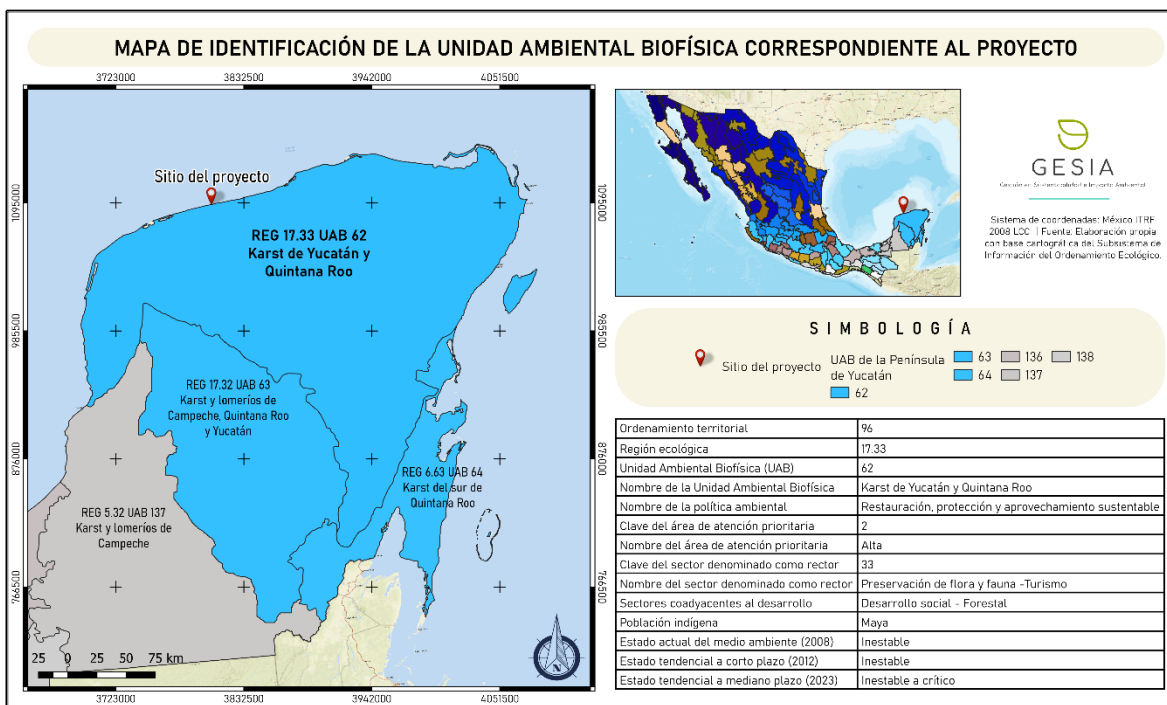 MAPA DE IDENTIFICACIÓN DE LA UNIDAD AMBIENTAL BIOFÍSICA CORRESPONDIENTE AL PROYECTO
3723000 3832500 3942000 4051500
1095000 1095000
985500 985500
876000 876000
766500 766500
Sitio del proyecto
REG 17.33 UAB 62
Karst de Yucatán y
Quintana Roo
REG 17.32 UAB 63
Karst y lomeríos de
Campeche, Quintana Roo
y Yucatán
REG 6.63 UAB 64
Karst del sur de
Quintana Roo
REG 5.32 UAB 137
Karst y lomeríos de
Campeche
25 0 25 50 75 km
N
3723000 3832500 3942000 4051500
GESIA
Gestión en Sustentabilidad e Impacto Ambiental
Sistema de coordenadas: México ITRF
2008 LCC | Fuente: Elaboración propia
con base cartográfica del Subsistema de
Información del Ordenamiento Ecológico.
SIMBOLOGÍA
Sitio del proyecto
UAB de la Península
de Yucatán
62
63 136 138
64 137
Ordenamiento territorial 96
Región ecológica 17.33
Unidad Ambiental Biofísica (UAB) 62
Nombre de la Unidad Ambiental Biofísica Karst de Yucatán y Quintana Roo
Nombre de la política ambiental Restauración, protección y aprovechamiento sustentable
Clave del área de atención prioritaria 2
Nombre del área de atención prioritaria Alta
Clave del sector denominado como rector 33
Nombre del sector denominado como rector Preservación de flora y fauna -Turismo
Sectores coadyacentes al desarrollo Desarrollo social - Forestal
Población indígena Maya
Estado actual del medio ambiente (2008) Inestable
Estado tendencial a corto plazo (2012) Inestable
Estado tendencial a mediano plazo (2023) Inestable a crítico